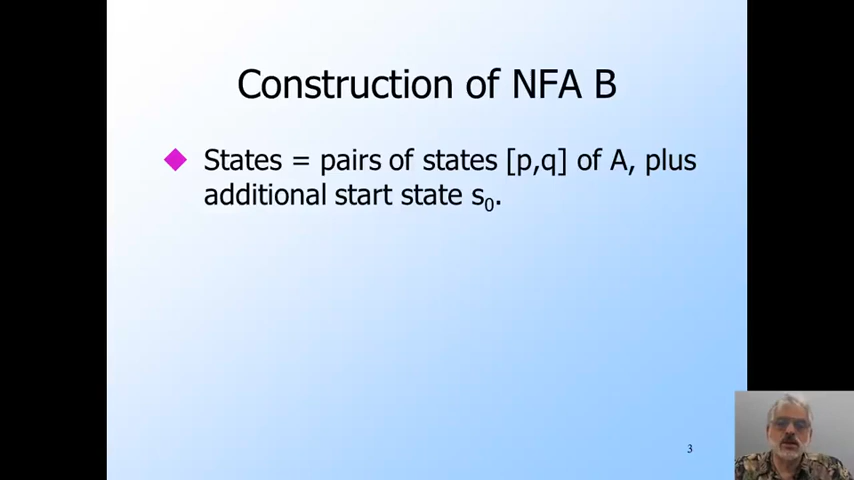 Construction of NFA B
States = pairs of states [p,q] of A, plus
additional start state s₀.
3